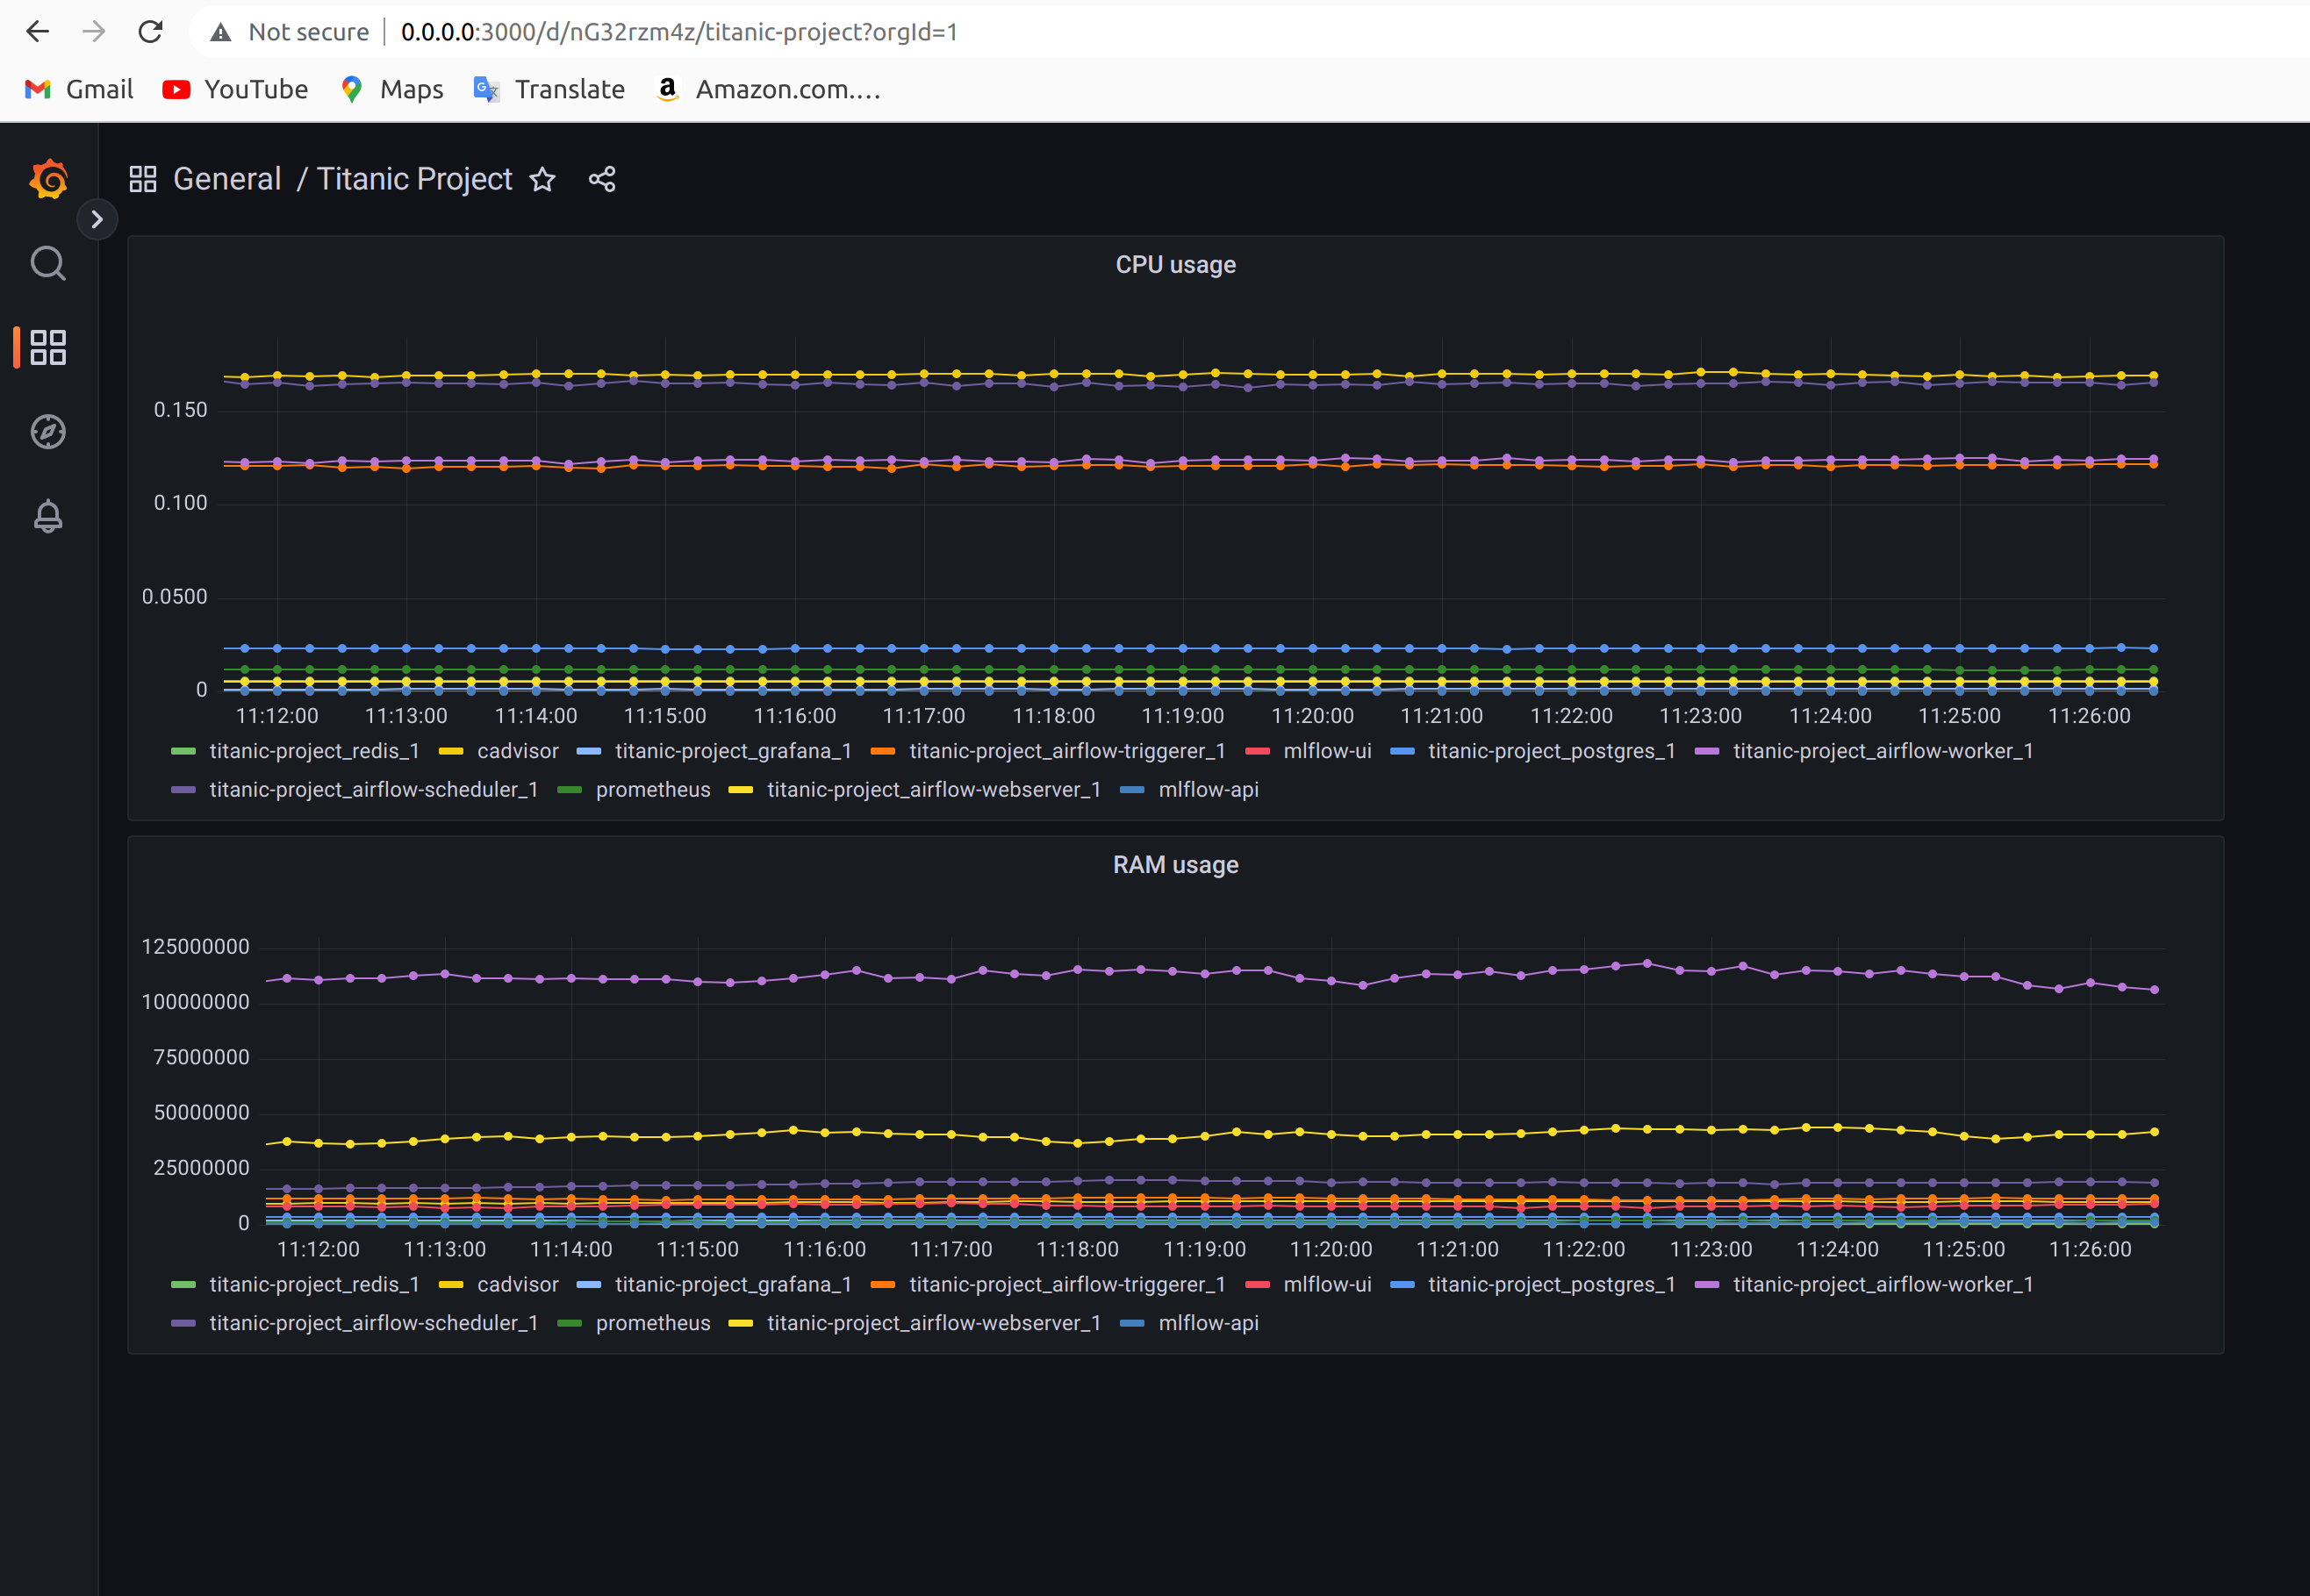 Not secure 0.0.0.0:3000/d/nG32rzm4z/titanic-project?orgId=1
Gmail YouTube Maps Translate Amazon.com....
General / Titanic Project
CPU usage
0.150
0.100
0.0500
0
11:12:00 11:13:00 11:14:00 11:15:00 11:16:00 11:17:00 11:18:00 11:19:00 11:20:00 11:21:00 11:22:00 11:23:00 11:24:00 11:25:00 11:26:00
titanic-project_redis_1 cadvisor titanic-project_grafana_1 titanic-project_airflow-triggerer_1 mlflow-ui titanic-project_postgres_1 titanic-project_airflow-worker_1
titanic-project_airflow-scheduler_1 prometheus titanic-project_airflow-webserver_1 mlflow-api
RAM usage
125000000
100000000
75000000
50000000
25000000
0
11:12:00 11:13:00 11:14:00 11:15:00 11:16:00 11:17:00 11:18:00 11:19:00 11:20:00 11:21:00 11:22:00 11:23:00 11:24:00 11:25:00 11:26:00
titanic-project_redis_1 cadvisor titanic-project_grafana_1 titanic-project_airflow-triggerer_1 mlflow-ui titanic-project_postgres_1 titanic-project_airflow-worker_1
titanic-project_airflow-scheduler_1 prometheus titanic-project_airflow-webserver_1 mlflow-api